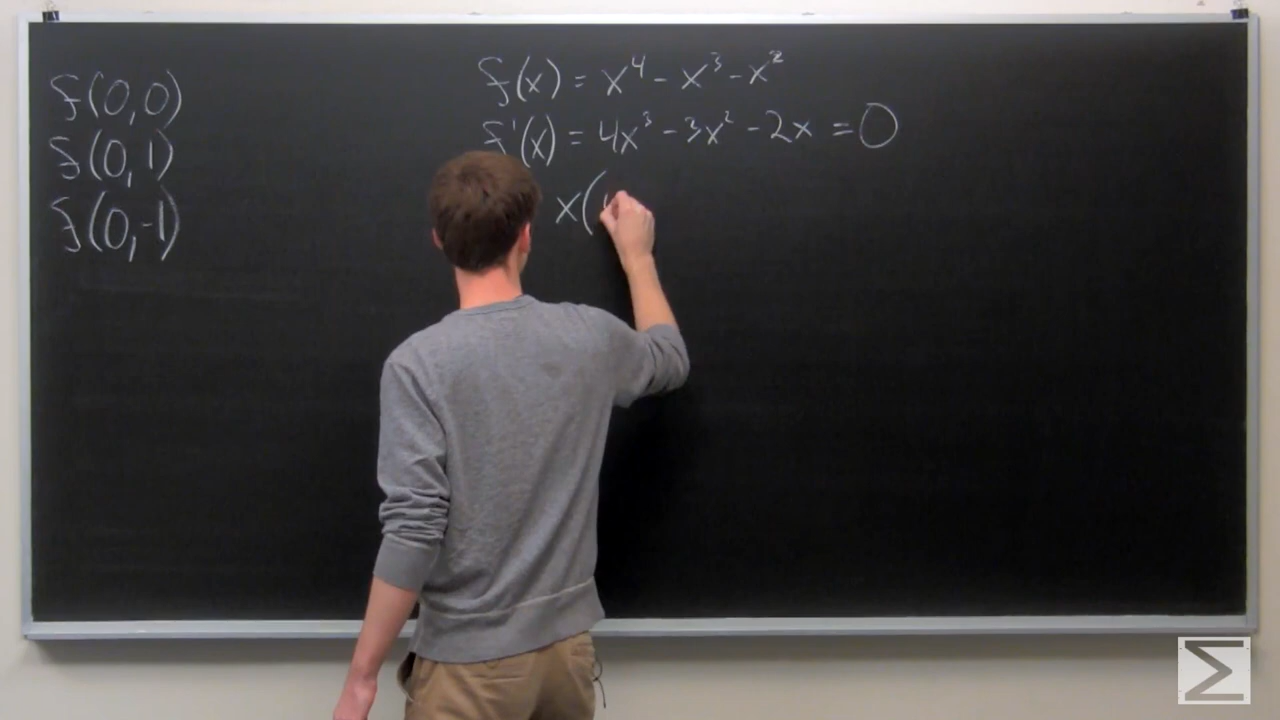 f(0,0)
f(0,1)
f(0,-1)
f(x) = x⁴ - x³ - x²
f'(x) = 4x³ - 3x² - 2x = 0
x(
Σ